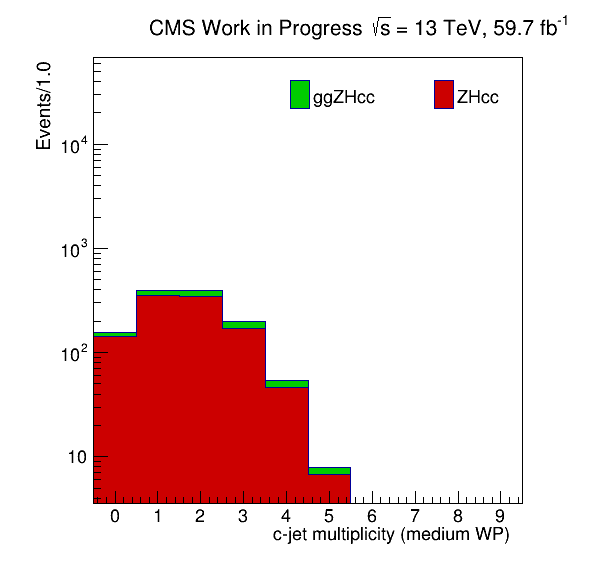 CMS Work in Progress √s = 13 TeV, 59.7 fb⁻¹
Events/1.0
ggZHcc ZHcc
10⁴
10³
10²
10
0 1 2 3 4 5 6 7 8 9
c-jet multiplicity (medium WP)